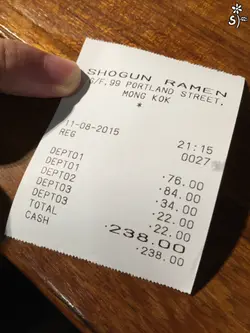 SHOGUN RAMEN
G/F,99 PORTLAND STREET.
MONG KOK
*
11-08-2015 21:15
REG 0027
DEPT01 ·76.00
DEPT01 ·84.00
DEPT02 ·34.00
DEPT03 ·22.00
DEPT03 ·22.00
TOTAL ·238.00
CASH ·238.00